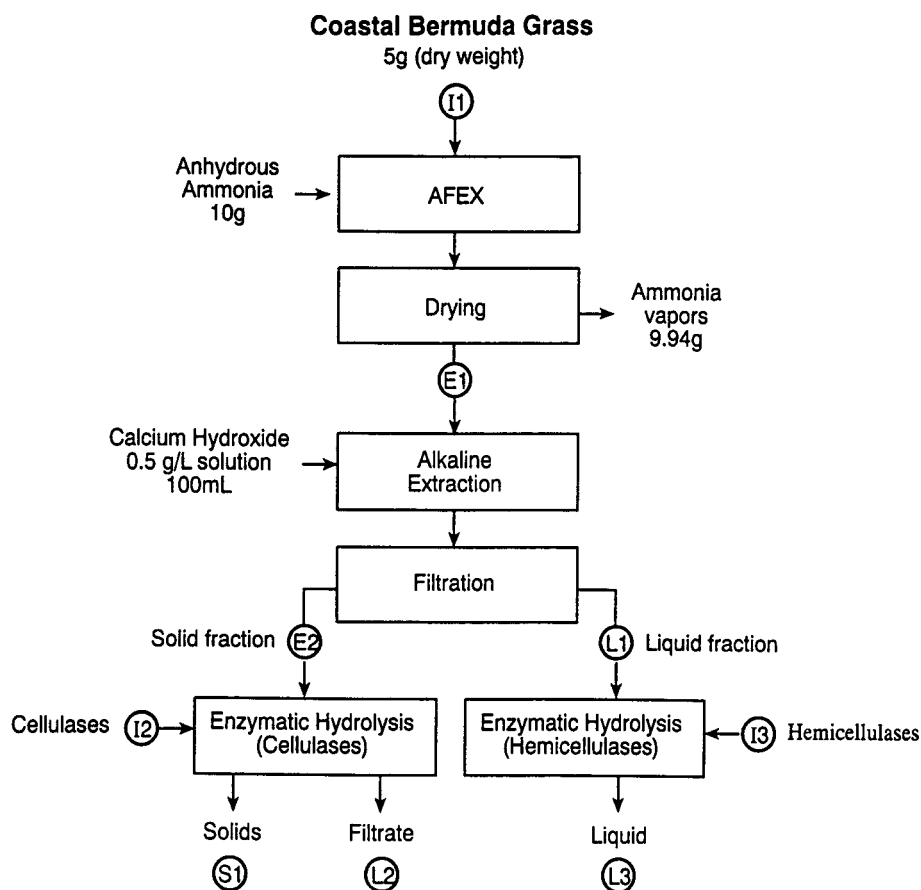 Coastal Bermuda Grass
5g (dry weight)
I1
Anhydrous
Ammonia
10g
AFEX
Drying
Ammonia
vapors
9.94g
E1
Calcium Hydroxide
0.5 g/L solution
100mL
Alkaline
Extraction
Filtration
Solid fraction
E2
L1
Liquid fraction
Cellulases
I2
Enzymatic Hydrolysis
(Cellulases)
Enzymatic Hydrolysis
(Hemicellulases)
I3
Hemicellulases
Solids
Filtrate
Liquid
S1
L2
L3